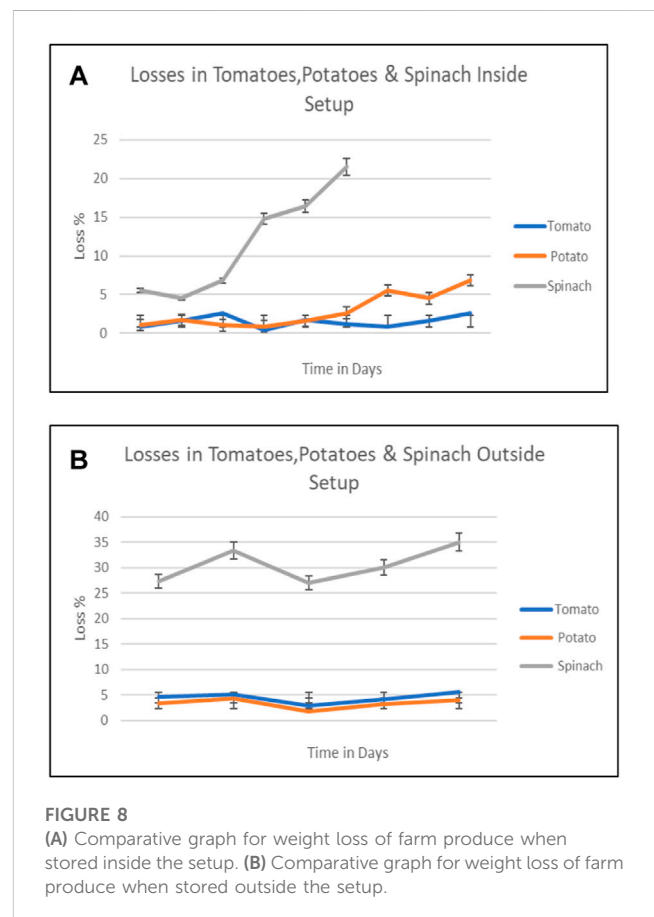 A
Losses in Tomatoes,Potatoes & Spinach Inside
Setup
25
20
15
10
5
0
Loss %
Tomato
Potato
Spinach
Time in Days
B
Losses in Tomatoes,Potatoes & Spinach Outside
Setup
40
35
30
25
20
15
10
5
0
Loss %
Tomato
Potato
Spinach
Time in Days
FIGURE 8
(A) Comparative graph for weight loss of farm produce when
stored inside the setup. (B) Comparative graph for weight loss of farm
produce when stored outside the setup.